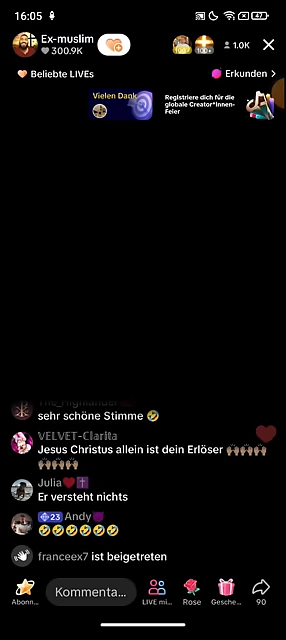 16:05
47
Ex-muslim
300.9K
1.0K
Beliebte LIVEs
Erkunden >
Vielen Dank
Registriere dich für die
globale Creator*innen-
Feier
The_Highlander
sehr schöne Stimme 🤣
VELVET-Clarita
Jesus Christus allein ist dein Erlöser 🙌🏽🙌🏽🙌🏽
🙌🏽🙌🏽🙌🏽
Julia❤️✝️
Er versteht nichts
23 Andy😈
🤣🤣🤣🤣🤣🤣
franceex7 ist beigetreten
Abonn...
Kommenta...
LIVE mi...
Rose
Gesche...
90